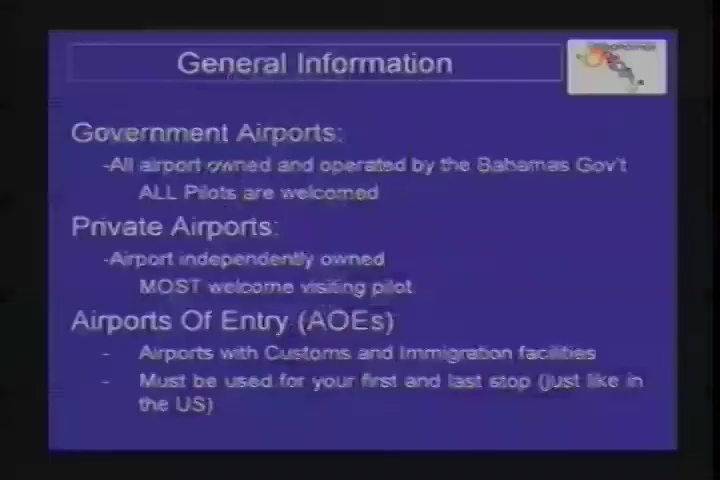 General Information
Government Airports:
-All airport owned and operated by the Bahamas Gov't
ALL Pilots are welcomed
Private Airports:
-Airport independently owned
MOST welcome visiting pilot
Airports Of Entry (AOEs)
- Airports with Customs and Immigration facilities
- Must be used for your first and last stop (just like in
the US)